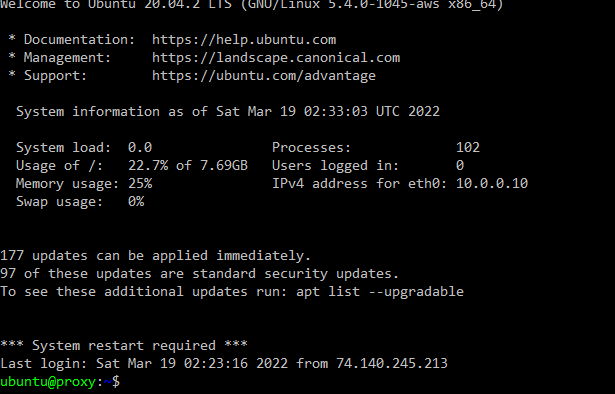 Welcome to Ubuntu 20.04.2 LTS (GNU/Linux 5.4.0-1045-aws x86_64)
* Documentation:  https://help.ubuntu.com
* Management:     https://landscape.canonical.com
* Support:        https://ubuntu.com/advantage
System information as of Sat Mar 19 02:33:03 UTC 2022
System load:  0.0               Processes:             102
Usage of /:   22.7% of 7.69GB   Users logged in:       0
Memory usage: 25%               IPv4 address for eth0: 10.0.0.10
Swap usage:   0%
177 updates can be applied immediately.
97 of these updates are standard security updates.
To see these additional updates run: apt list --upgradable
*** System restart required ***
Last login: Sat Mar 19 02:23:16 2022 from 74.140.245.213
ubuntu@proxy:~$